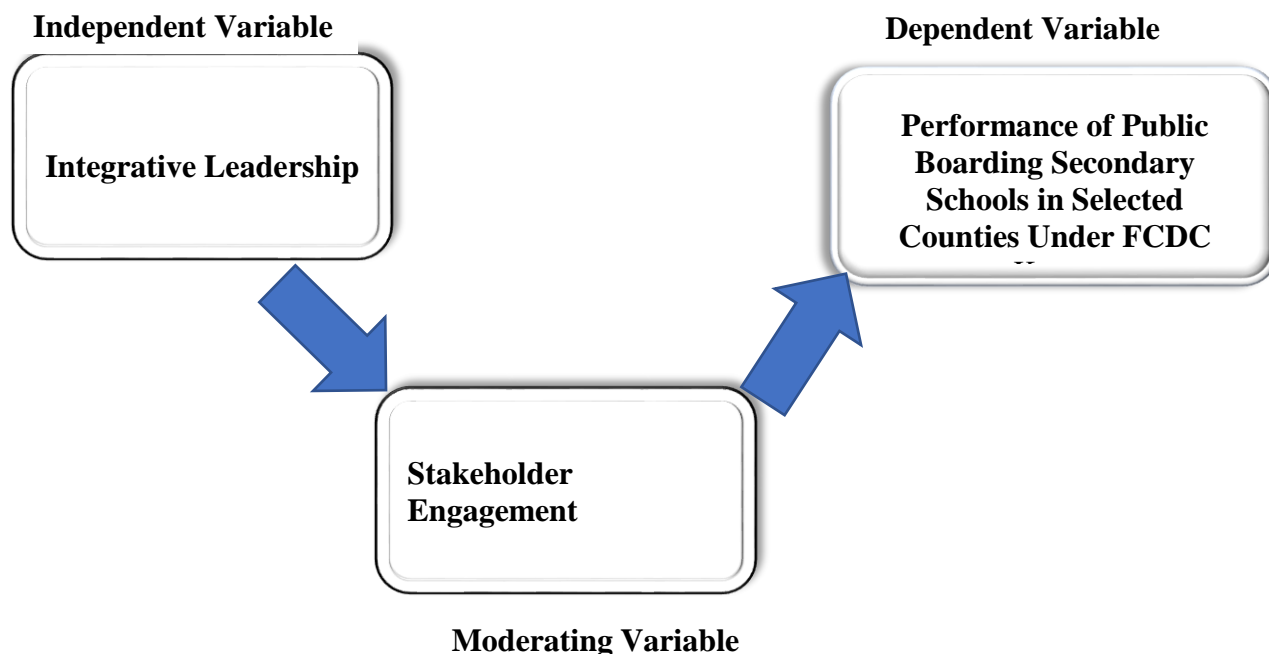 Independent Variable
Dependent Variable
Integrative Leadership
Performance of Public
Boarding Secondary
Schools in Selected
Counties Under FCDC
Stakeholder
Engagement
Moderating Variable